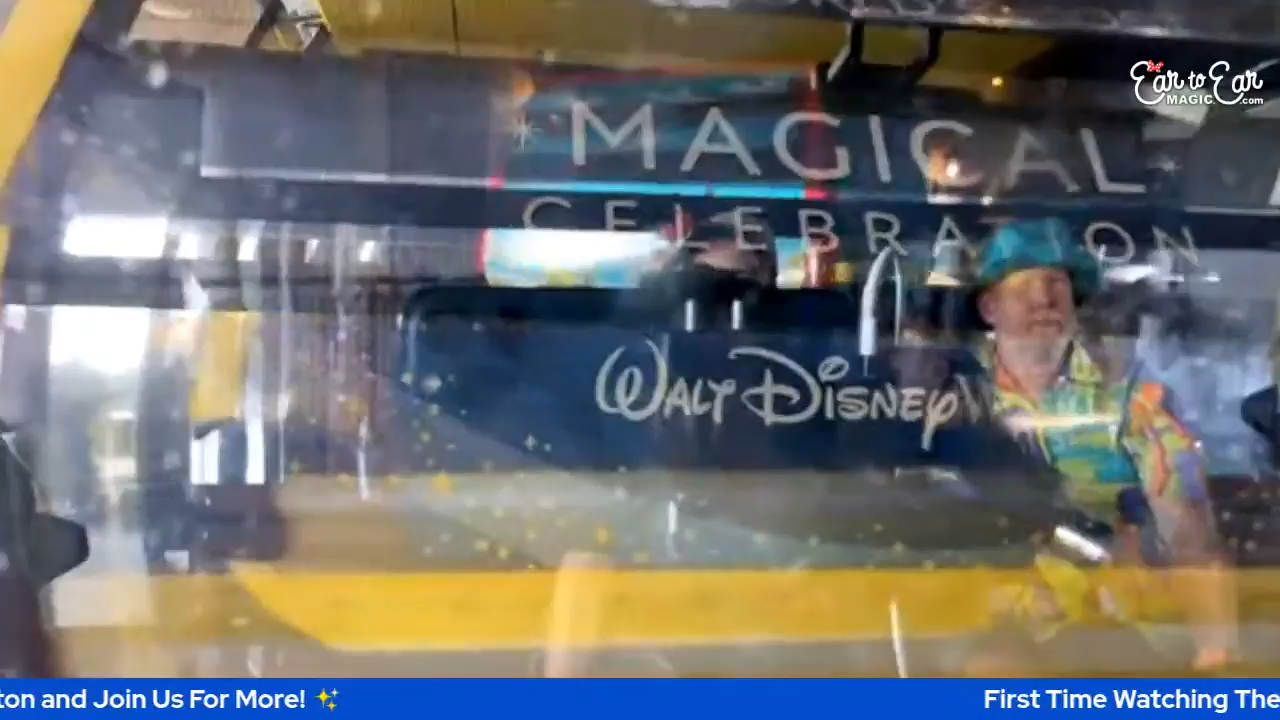 Ear to Ear
MAGIC.com
MAGICAL
CELEBRATION
WALT DISNEY
ton and Join Us For More! ✨
First Time Watching The